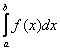 ∫_a^b f(x)dx